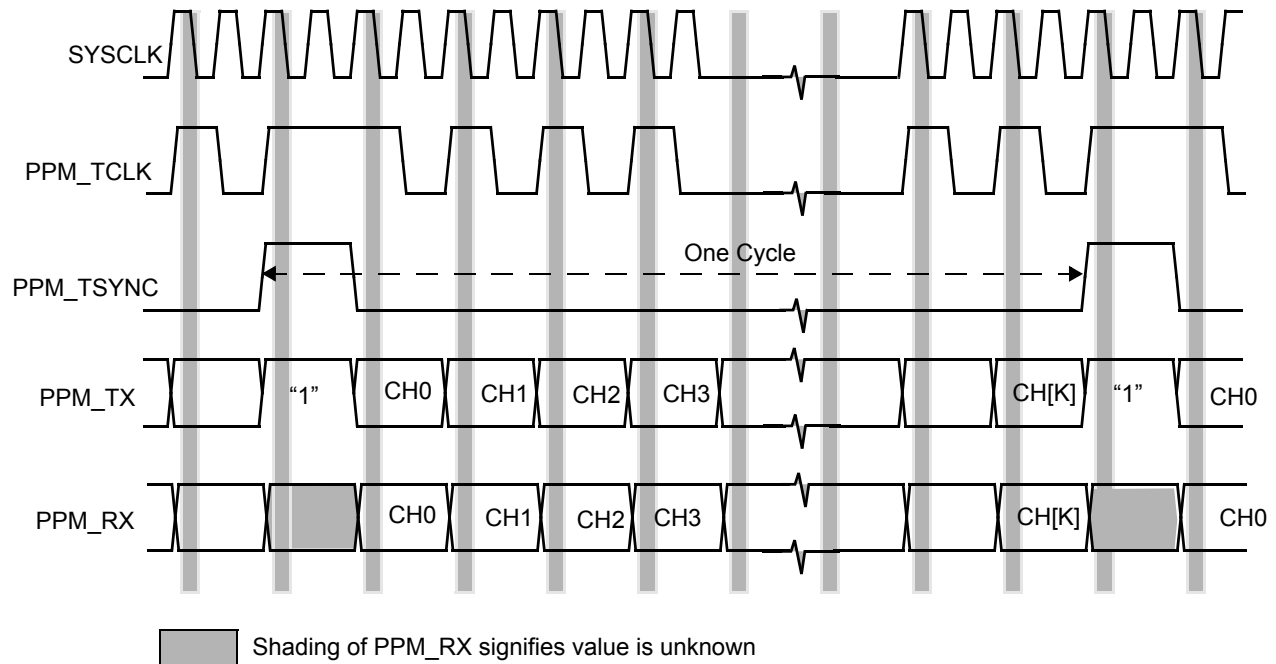 SYSCLK
PPM_TCLK
One Cycle
PPM_TSYNC
PPM_TX “1” CH0 CH1 CH2 CH3 CH[K] “1” CH0
PPM_RX CH0 CH1 CH2 CH3 CH[K] CH0
Shading of PPM_RX signifies value is unknown